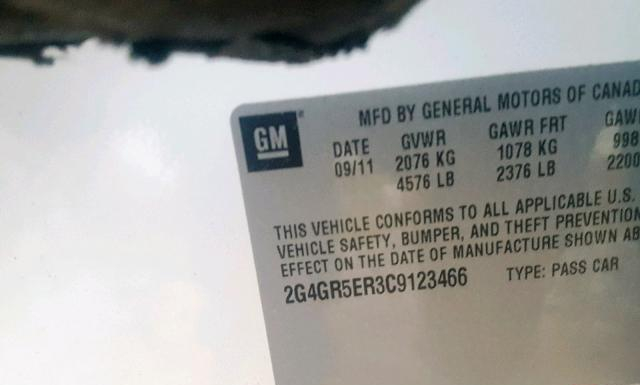 GM
MFD BY GENERAL MOTORS OF CANAD
DATE GVWR GAWR FRT GAW
09/11 2076 KG 1078 KG 998
4576 LB 2376 LB 2200
THIS VEHICLE CONFORMS TO ALL APPLICABLE U.S.
VEHICLE SAFETY, BUMPER, AND THEFT PREVENTION
EFFECT ON THE DATE OF MANUFACTURE SHOWN AB
2G4GR5ER3C9123466 TYPE: PASS CAR